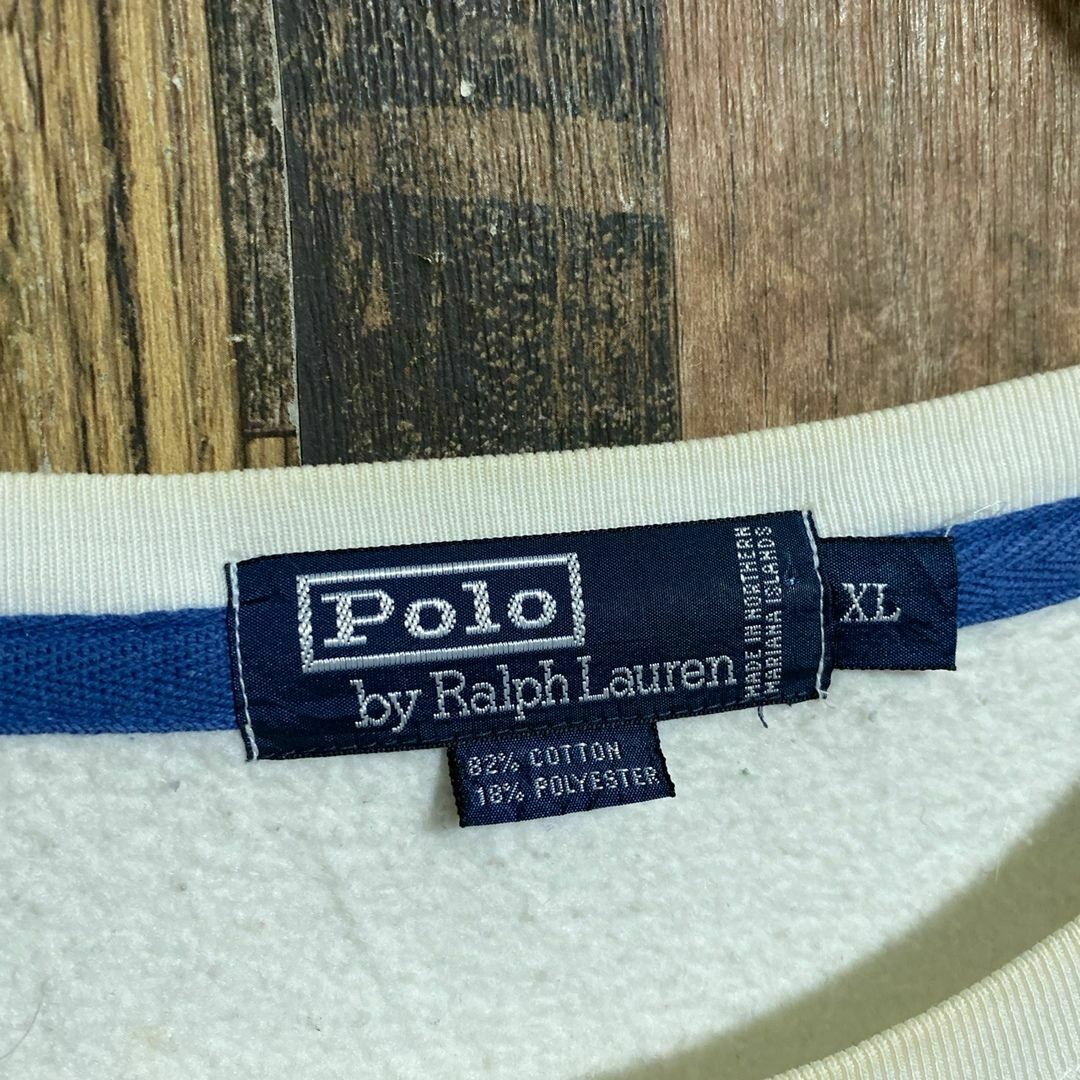 Polo
by Ralph Lauren
MADE IN NORTHERN
MARIANA ISLANDS
XL
82% COTTON
18% POLYESTER